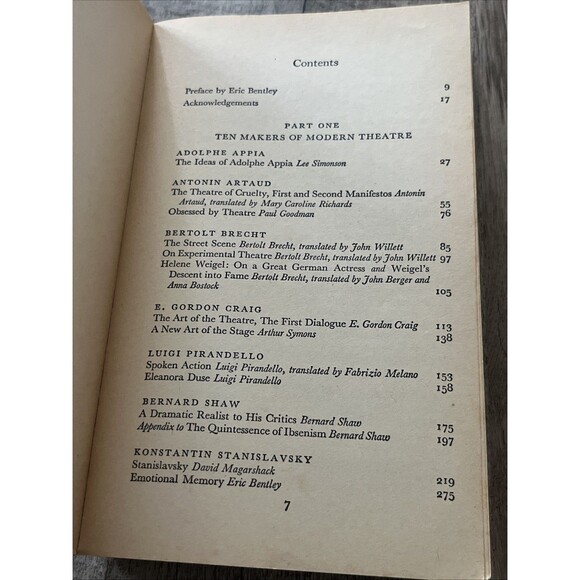 Contents
Preface by Eric Bentley 9
Acknowledgements 17
PART ONE
TEN MAKERS OF MODERN THEATRE
ADOLPHE APPIA
The Ideas of Adolphe Appia Lee Simonson 27
ANTONIN ARTAUD
The Theatre of Cruelty, First and Second Manifestos Antonin
Artaud, translated by Mary Caroline Richards 55
Obsessed by Theatre Paul Goodman 76
BERTOLT BRECHT
The Street Scene Bertolt Brecht, translated by John Willett 85
On Experimental Theatre Bertolt Brecht, translated by John Willett 97
Helene Weigel: On a Great German Actress and Weigel's
Descent into Fame Bertolt Brecht, translated by John Berger and
Anna Bostock 105
E. GORDON CRAIG
The Art of the Theatre, The First Dialogue E. Gordon Craig 113
A New Art of the Stage Arthur Symons 138
LUIGI PIRANDELLO
Spoken Action Luigi Pirandello, translated by Fabrizio Melano 153
Eleanora Duse Luigi Pirandello 158
BERNARD SHAW
A Dramatic Realist to His Critics Bernard Shaw 175
Appendix to The Quintessence of Ibsenism Bernard Shaw 197
KONSTANTIN STANISLAVSKY
Stanislavsky David Magarshack 219
Emotional Memory Eric Bentley 275
7